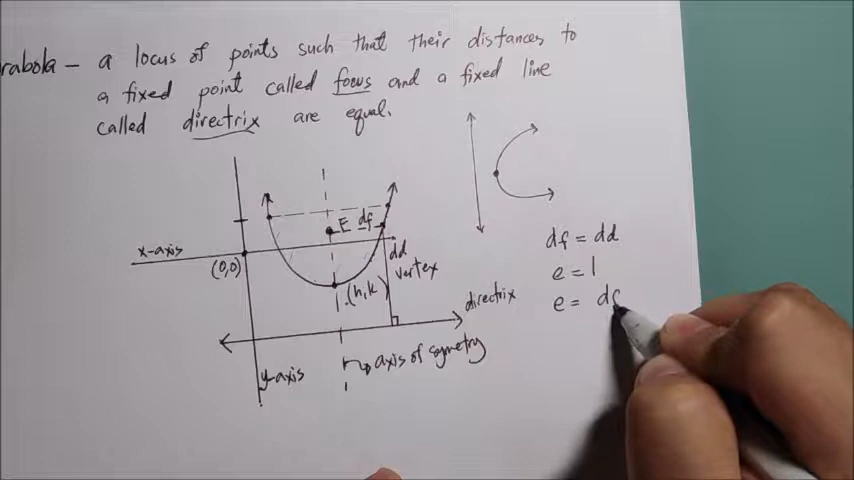 rabola - a locus of points such that their distances to
a fixed point called focus and a fixed line
called directrix are equal.
x-axis
(0,0)
F df
dd
vertex
(h,k)
directrix
axis of symetry
y-axis
df = dd
e = 1
e = df